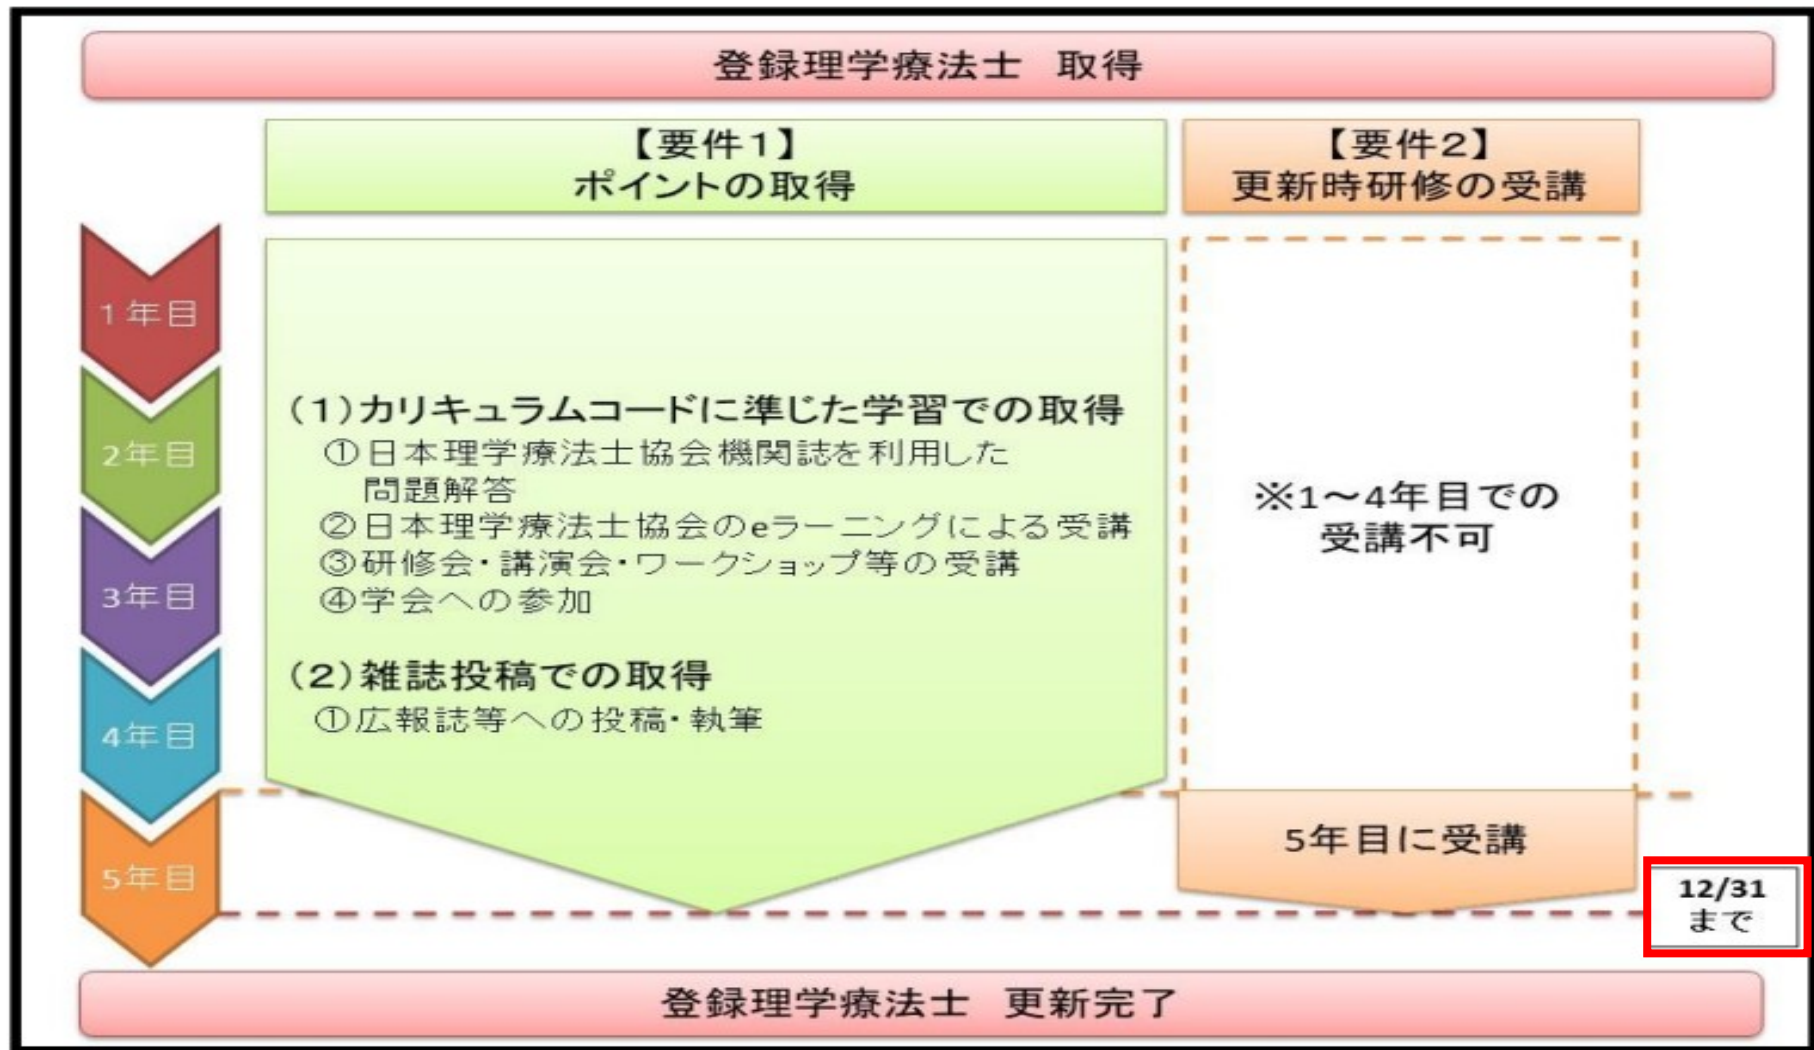 登録理学療法士　取得
【要件１】
ポイントの取得
【要件２】
更新時研修の受講
1年目
2年目
3年目
4年目
5年目
（１）カリキュラムコードに準じた学習での取得
①日本理学療法士協会機関誌を利用した
問題解答
②日本理学療法士協会のeラーニングによる受講
③研修会・講演会・ワークショップ等の受講
④学会への参加
（２）雑誌投稿での取得
①広報誌等への投稿・執筆
※1～4年目での
受講不可
5年目に受講
12/31
まで
登録理学療法士　更新完了